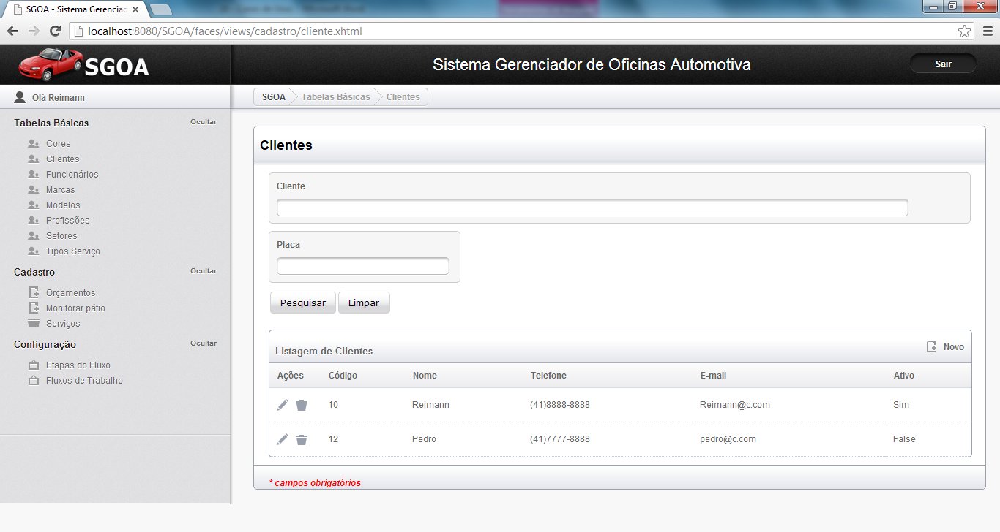 SGOA - Sistema Gerenciac
localhost:8080/SGOA/faces/views/cadastro/cliente.xhtml
SGOA
Sistema Gerenciador de Oficinas Automotiva
Sair
Olá Reimann
SGOA
Tabelas Básicas
Clientes
Tabelas Básicas
Ocultar
Cores
Clientes
Funcionários
Marcas
Modelos
Profissões
Setores
Tipos Serviço
Cadastro
Ocultar
Orçamentos
Monitorar pátio
Serviços
Configuração
Ocultar
Etapas do Fluxo
Fluxos de Trabalho
Clientes
Cliente
Placa
Pesquisar
Limpar
Listagem de Clientes
Novo
Ações Código Nome Telefone E-mail Ativo
10 Reimann (41)8888-8888 Reimann@c.com Sim
12 Pedro (41)7777-8888 pedro@c.com False
* campos obrigatórios